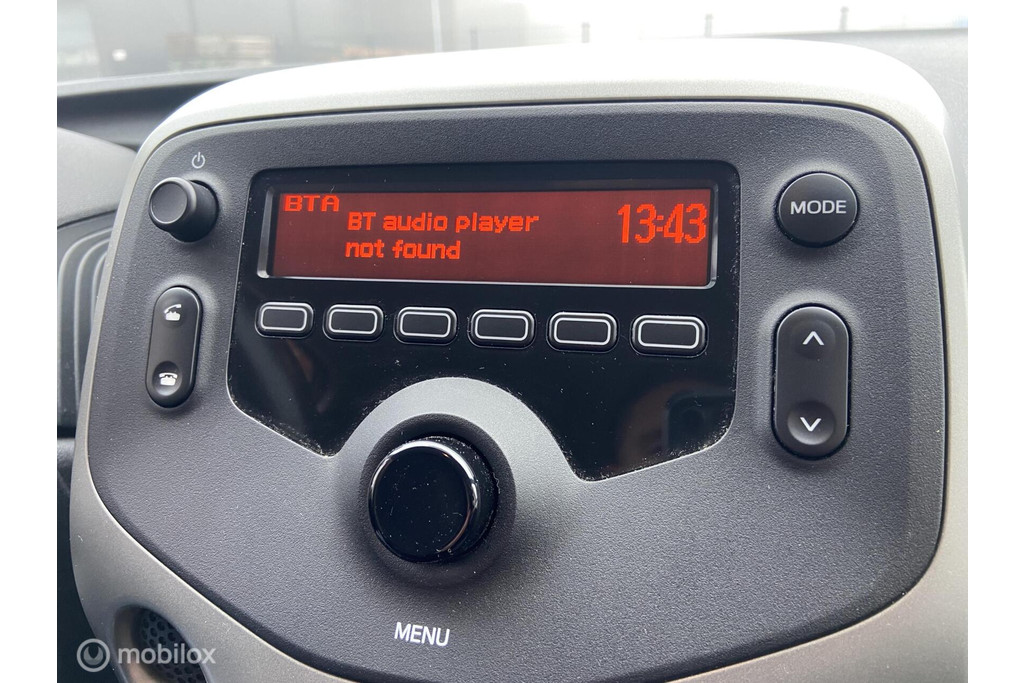 BTA
BT audio player
not found
13:43
MODE
MENU
mobilox